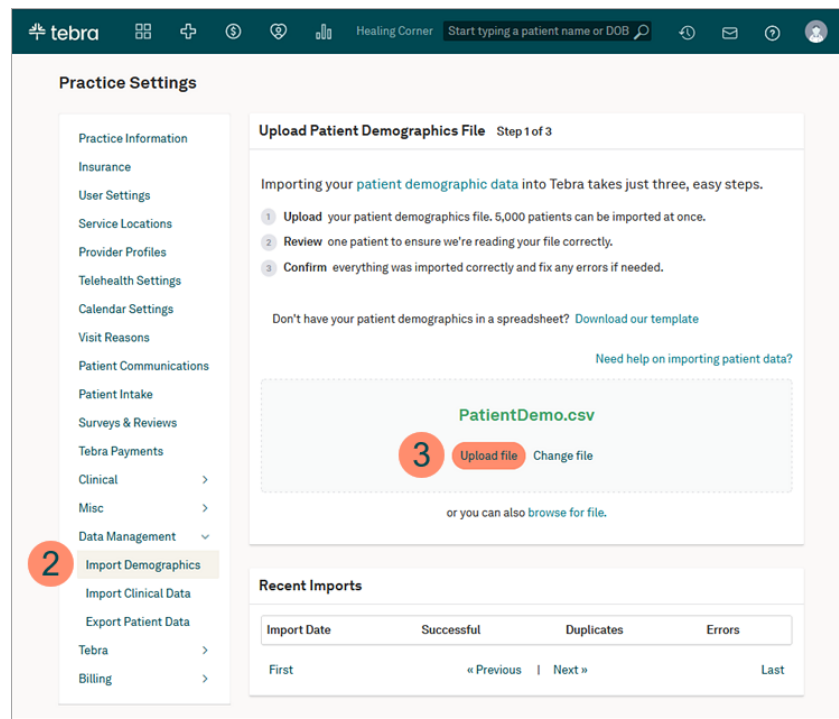 tebra
Healing Corner Start typing a patient name or DOB
Practice Settings
Practice Information
Insurance
User Settings
Service Locations
Provider Profiles
Telehealth Settings
Calendar Settings
Visit Reasons
Patient Communications
Patient Intake
Surveys & Reviews
Tebra Payments
Clinical
Misc
Data Management
2 Import Demographics
Import Clinical Data
Export Patient Data
Tebra
Billing
Upload Patient Demographics File Step 1 of 3
Importing your patient demographic data into Tebra takes just three, easy steps.
1 Upload your patient demographics file. 5,000 patients can be imported at once.
2 Review one patient to ensure we're reading your file correctly.
3 Confirm everything was imported correctly and fix any errors if needed.
Don't have your patient demographics in a spreadsheet? Download our template
Need help on importing patient data?
PatientDemo.csv
3 Upload file Change file
or you can also browse for file.
Recent Imports
Import Date Successful Duplicates Errors
First « Previous | Next » Last